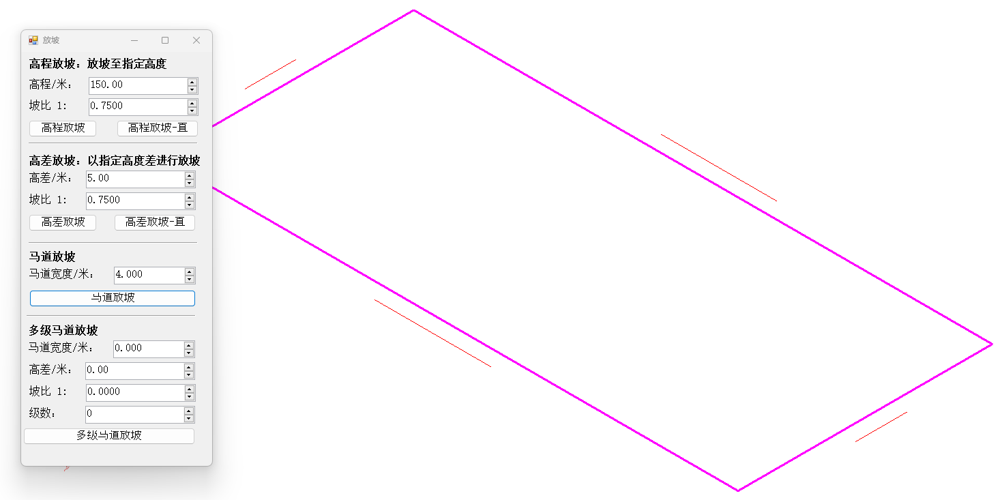 放坡
高程放坡：放坡至指定高度
高程/米： 150.00
坡比 1: 0.7500
高程放坡 高程放坡-直
高差放坡：以指定高度差进行放坡
高差/米： 5.00
坡比 1: 0.7500
高差放坡 高差放坡-直
马道放坡
马道宽度/米： 4.000
马道放坡
多级马道放坡
马道宽度/米： 0.000
高差/米： 0.00
坡比 1: 0.0000
级数： 0
多级马道放坡